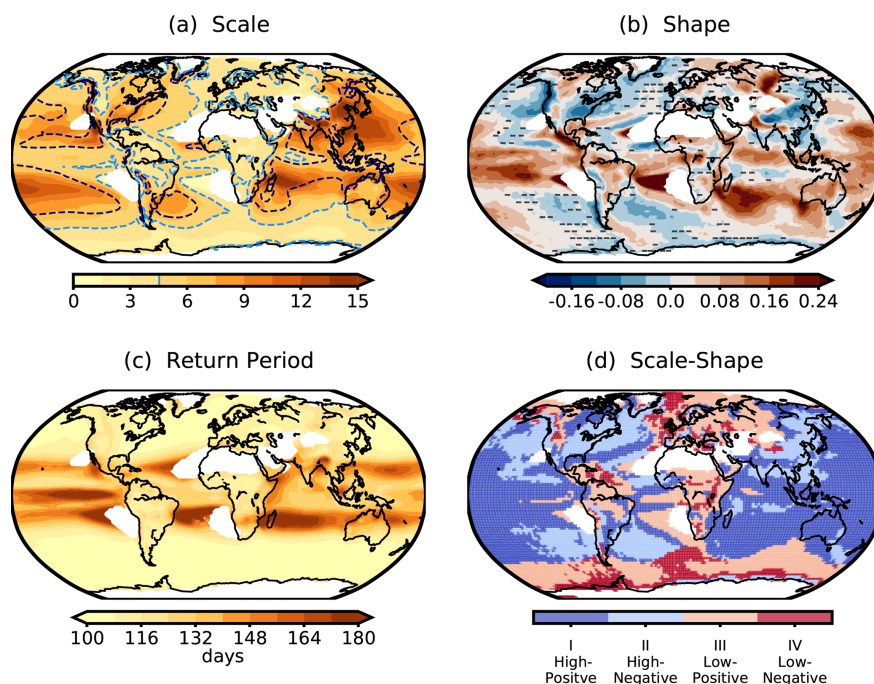 (a) Scale
(b) Shape
0 3 6 9 12 15
-0.16 -0.08 0.0 0.08 0.16 0.24
(c) Return Period
(d) Scale-Shape
100 116 132 148 164 180
days
I II III IV
High- High- Low- Low-
Positve Negative Positive Negative